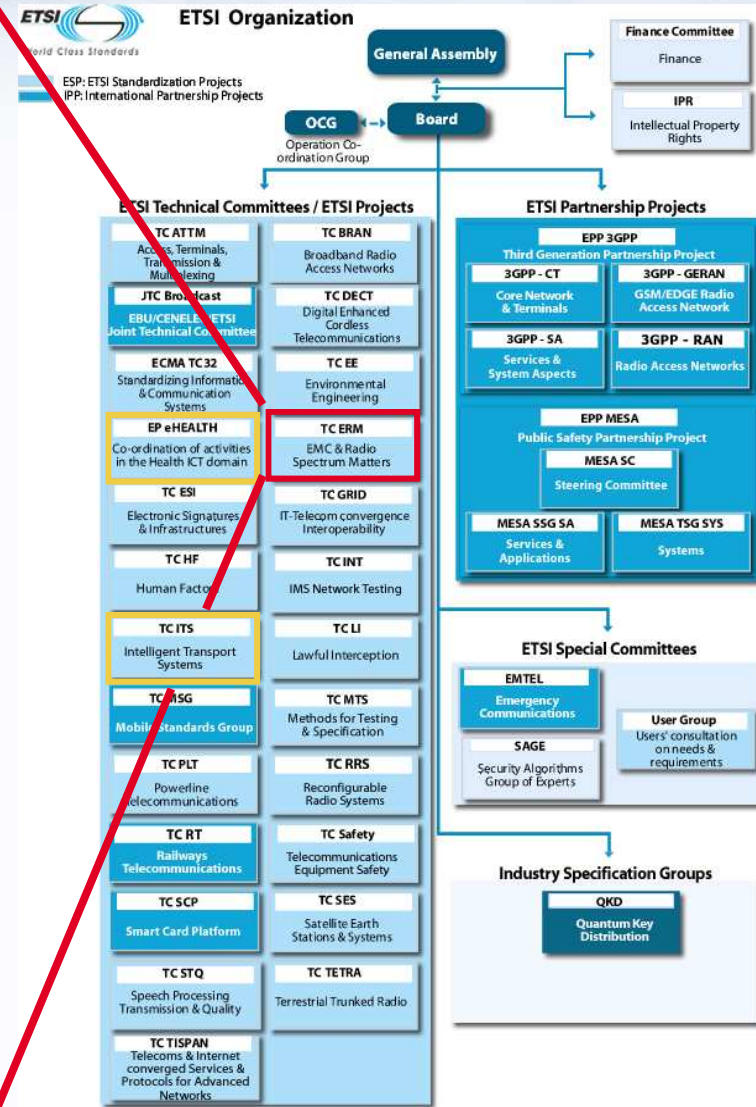 ETSI
World Class Standards
ETSI Organization
ESP: ETSI Standardization Projects
IPP: International Partnership Projects
General Assembly
OCG
Operation Co-
ordination Group
Board
Finance Committee
Finance
IPR
Intellectual Property
Rights
ETSI Technical Committees / ETSI Projects
TC ATTM
Access, Terminals,
Transmission &
Multiplexing
TC BRAN
Broadband Radio
Access Networks
JTC Broadcast
EBU/CENELEC/ETSI
Joint Technical Committee
TC DECT
Digital Enhanced
Cordless
Telecommunications
ECMA TC32
Standardizing Information
& Communication
Systems
TC EE
Environmental
Engineering
EP eHEALTH
Co-ordination of activities
in the Health ICT domain
TC ERM
EMC & Radio
Spectrum Matters
TC ESI
Electronic Signatures
& Infrastructures
TC GRID
IT-Telecom convergence
Interoperability
TC HF
Human Factors
TC INT
IMS Network Testing
TC ITS
Intelligent Transport
Systems
TC LI
Lawful Interception
TC MSG
Mobile Standards Group
TC MTS
Methods for Testing
& Specification
TC PLT
Powerline
Telecommunications
TC RRS
Reconfigurable
Radio Systems
TC RT
Railways
Telecommunications
TC Safety
Telecommunications
Equipment Safety
TC SCP
Smart Card Platform
TC SES
Satellite Earth
Stations & Systems
TC STQ
Speech Processing
Transmission & Quality
TC TETRA
Terrestrial Trunked Radio
TC TISPAN
Telecoms & Internet
converged Services &
Protocols for Advanced
Networks
ETSI Partnership Projects
EPP 3GPP
Third Generation Partnership Project
3GPP - CT
Core Network
& Terminals
3GPP - GERAN
GSM/EDGE Radio
Access Network
3GPP - SA
Services &
System Aspects
3GPP - RAN
Radio Access Networks
EPP MESA
Public Safety Partnership Project
MESA SC
Steering Committee
MESA SSG SA
Services &
Applications
MESA TSG SYS
Systems
ETSI Special Committees
EMTEL
Emergency
Communications
SAGE
Security Algorithms
Group of Experts
User Group
Users' consultation
on needs &
requirements
Industry Specification Groups
QKD
Quantum Key
Distribution